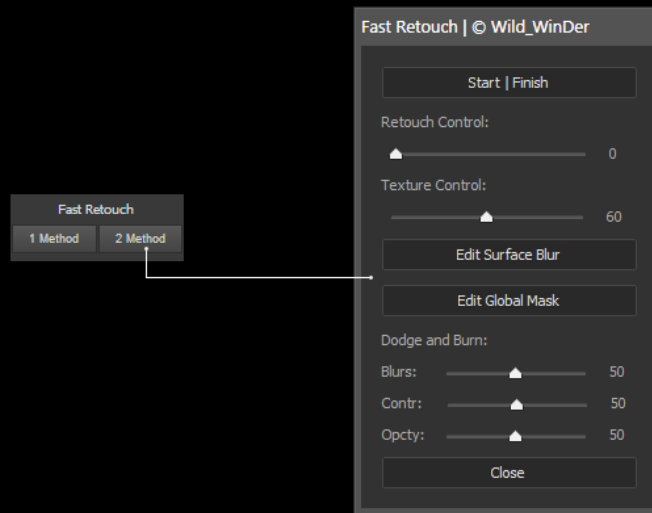 Fast Retouch
1 Method 2 Method
Fast Retouch | © Wild_WinDer
Start | Finish
Retouch Control:
0
Texture Control:
60
Edit Surface Blur
Edit Global Mask
Dodge and Burn:
Blurs: 50
Contr: 50
Opcty: 50
Close